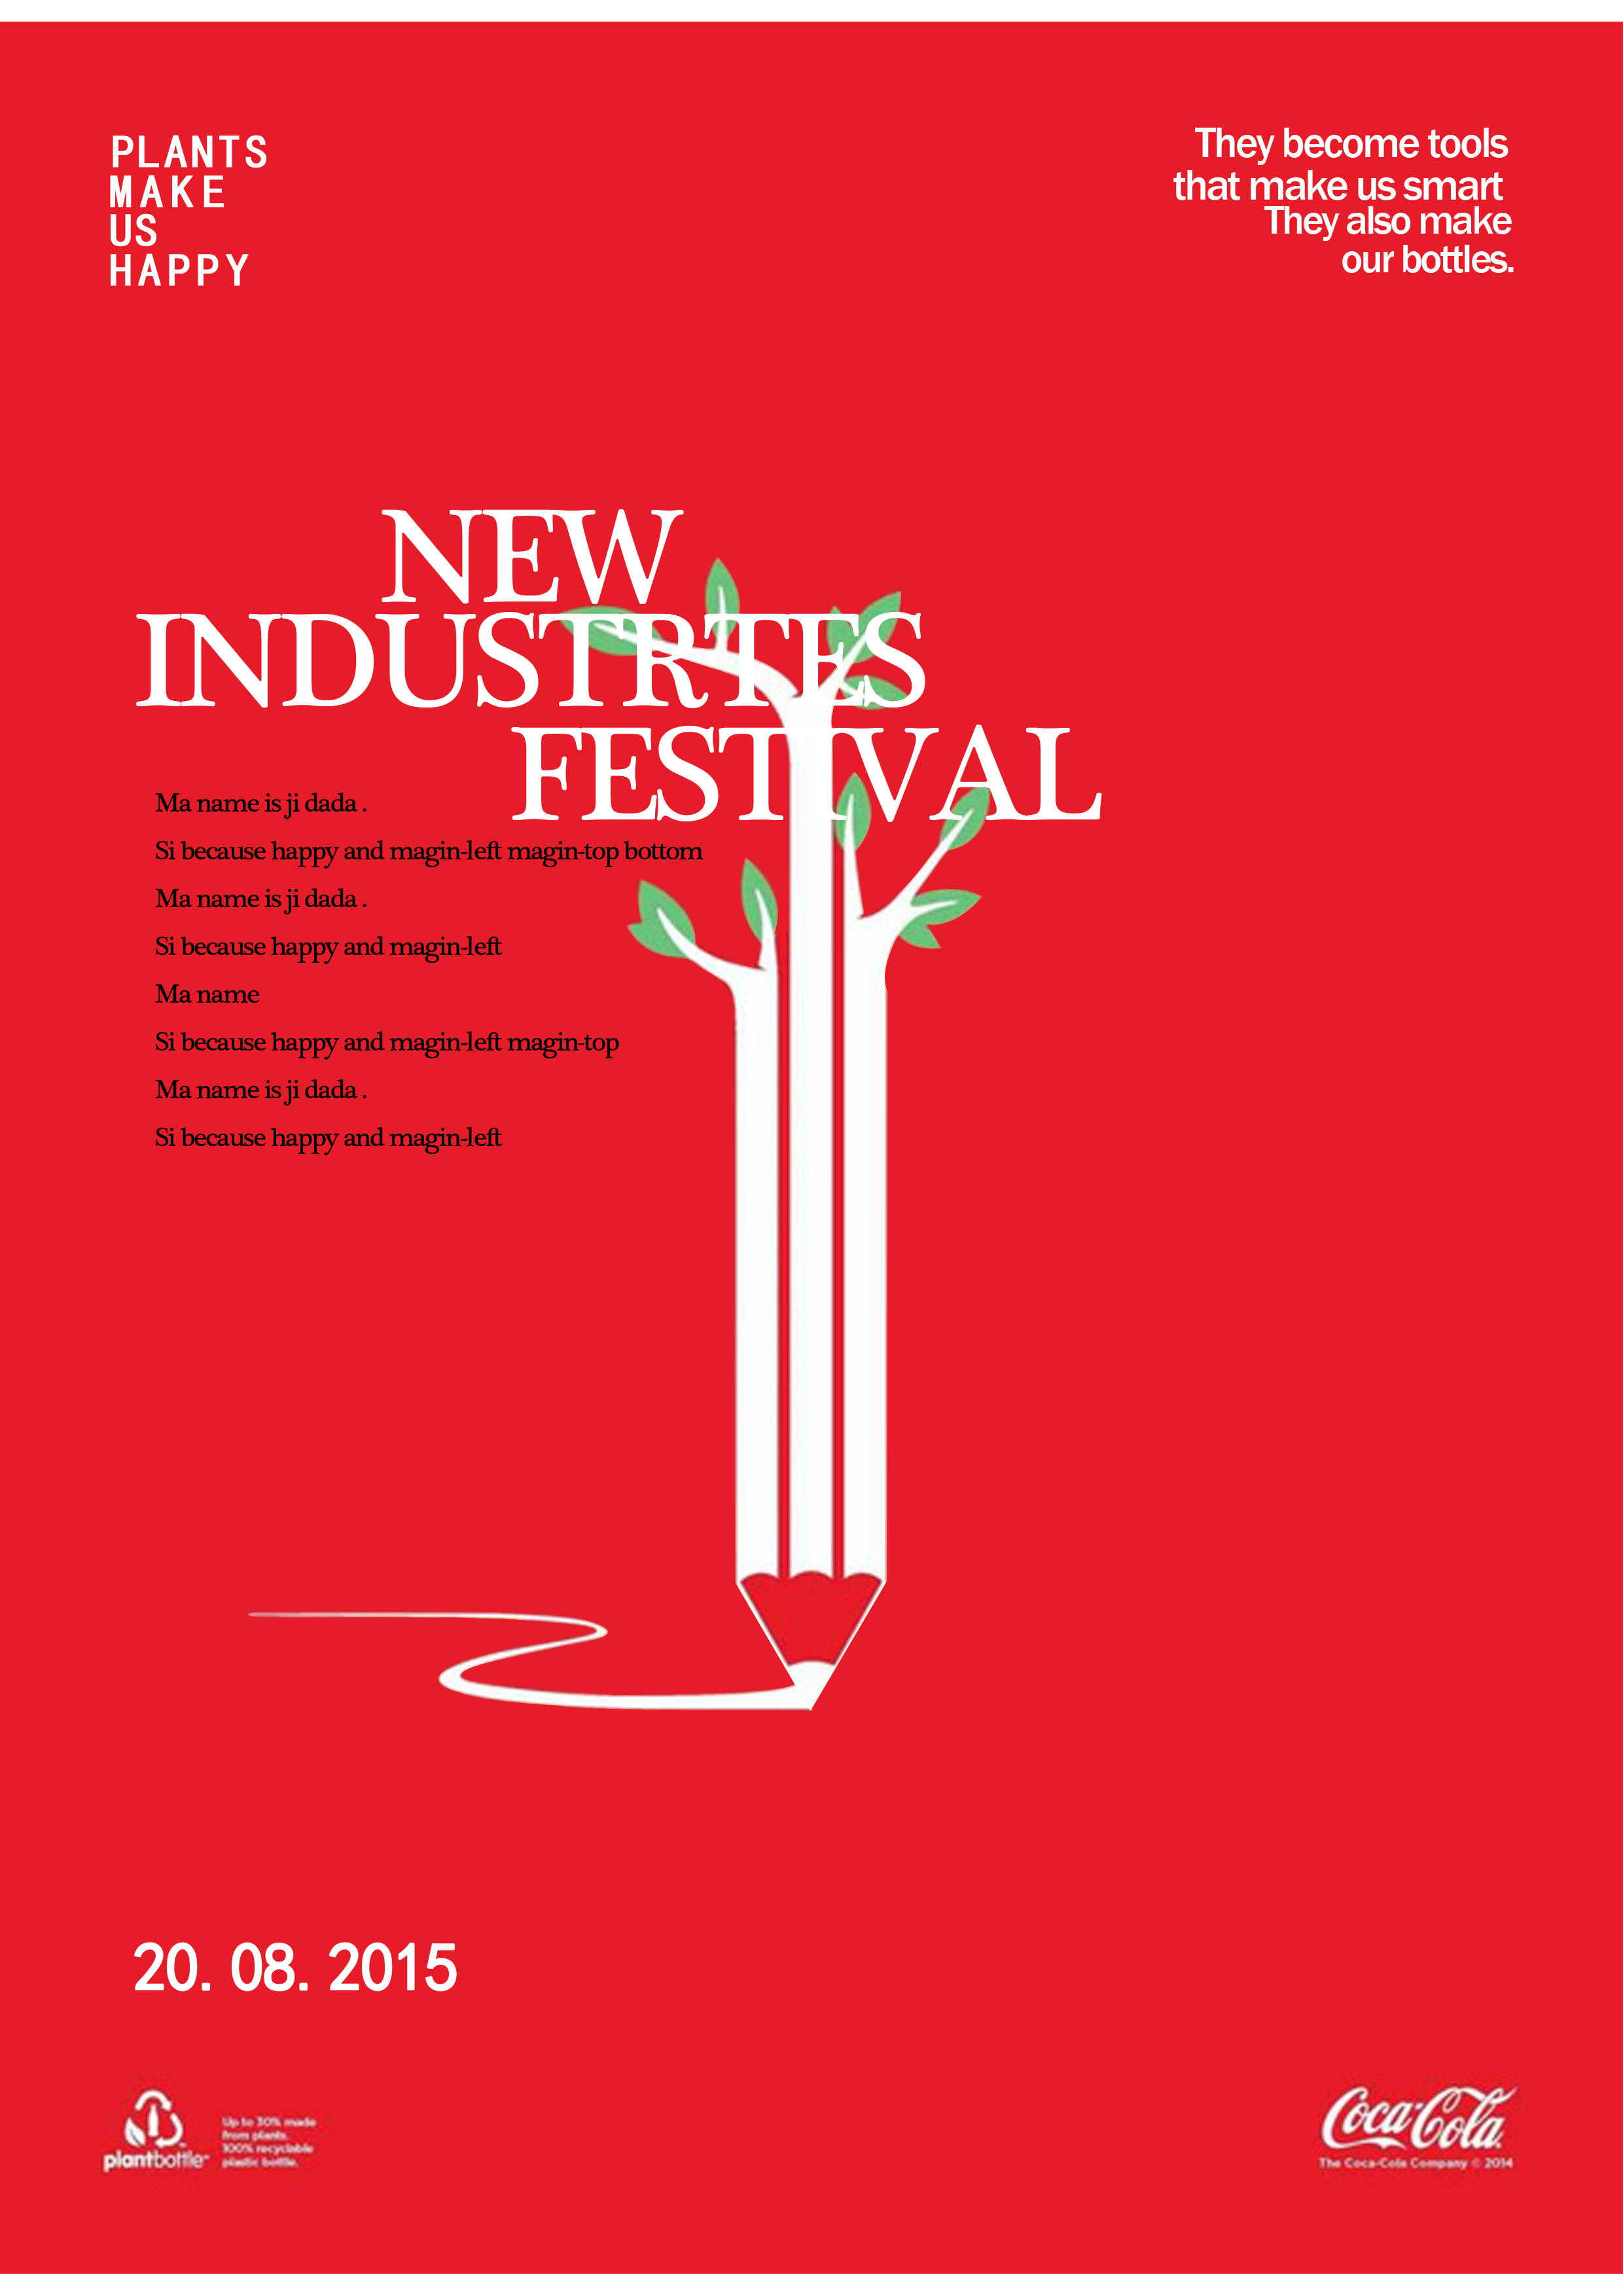 PLANTS
MAKE
US
HAPPY
They become tools
that make us smart
They also make
our bottles.
NEW
INDUSTRTES
FESTIVAL
Ma name is ji dada .
Si because happy and magin-left magin-top bottom
Ma name is ji dada .
Si because happy and magin-left
Ma name
Si because happy and magin-left magin-top
Ma name is ji dada .
Si because happy and magin-left
20. 08. 2015
plantbottle™
Up to 30% made
from plants.
100% recyclable
plastic bottle.
Coca-Cola
The Coca-Cola Company © 2014